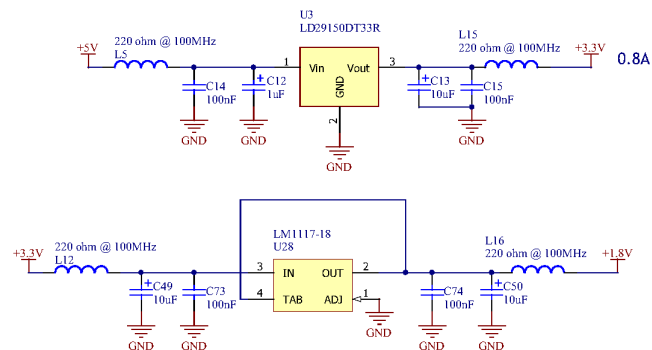 U3
LD29150DT33R
+5V
220 ohm @ 100MHz
L5
C14
100nF
GND
C12
1uF
GND
1
Vin
Vout
GND
3
2
GND
C13
10uF
C15
100nF
GND
L15
220 ohm @ 100MHz
+3.3V
0.8A
+3.3V
220 ohm @ 100MHz
L12
C49
10uF
GND
C73
100nF
GND
LM1117-18
U28
3
IN
OUT
2
4
TAB
ADJ
1
GND
C74
100nF
GND
C50
10uF
GND
L16
220 ohm @ 100MHz
+1.8V